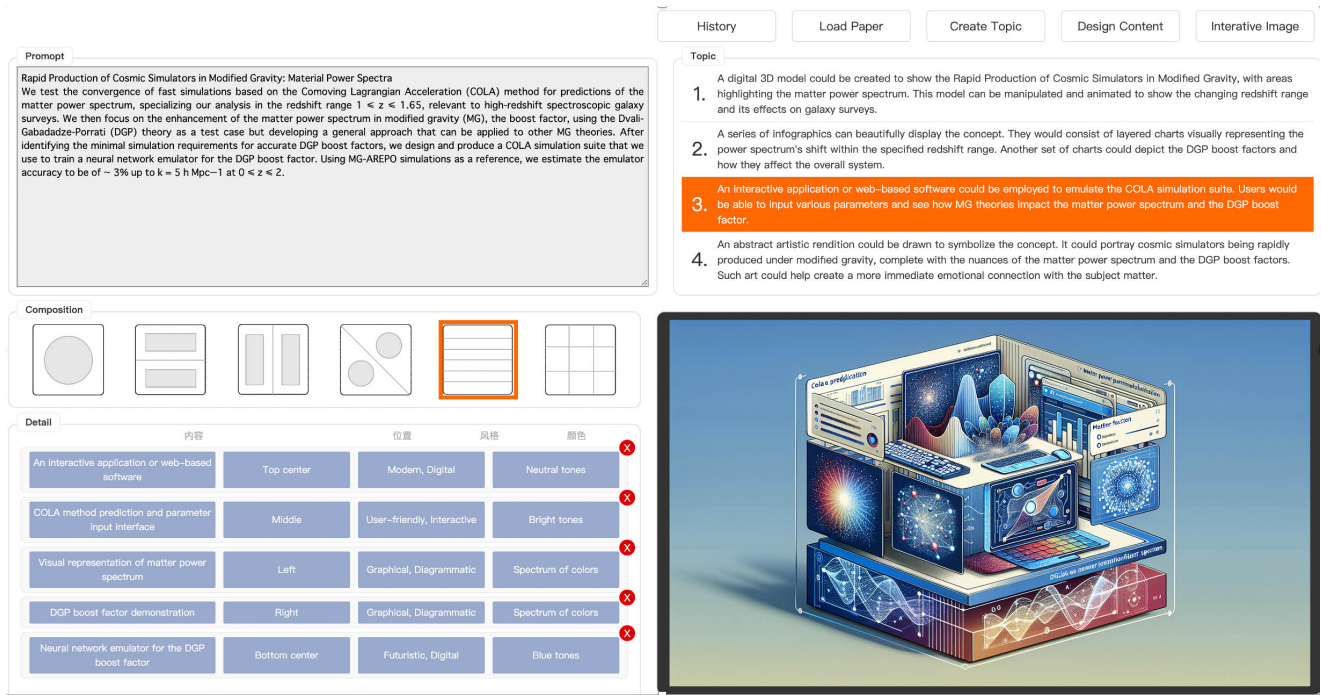 History
Load Paper
Create Topic
Design Content
Interative Image
Promopt
Rapid Production of Cosmic Simulators in Modified Gravity: Material Power Spectra
We test the convergence of fast simulations based on the Comoving Lagrangian Acceleration (COLA) method for predictions of the
matter power spectrum, specializing our analysis in the redshift range 1 ≤ z ≤ 1.65, relevant to high-redshift spectroscopic galaxy
surveys. We then focus on the enhancement of the matter power spectrum in modified gravity (MG), the boost factor, using the Dvali-
Gabadadze-Porrati (DGP) theory as a test case but developing a general approach that can be applied to other MG theories. After
identifying the minimal simulation requirements for accurate DGP boost factors, we design and produce a COLA simulation suite that we
use to train a neural network emulator for the DGP boost factor. Using MG-AREPO simulations as a reference, we estimate the emulator
accuracy to be of ~ 3% up to k = 5 h Mpc−1 at 0 ≤ z ≤ 2.
Topic
1. A digital 3D model could be created to show the Rapid Production of Cosmic Simulators in Modified Gravity, with areas
highlighting the matter power spectrum. This model can be manipulated and animated to show the changing redshift range
and its effects on galaxy surveys.
2. A series of infographics can beautifully display the concept. They would consist of layered charts visually representing the
power spectrum's shift within the specified redshift range. Another set of charts could depict the DGP boost factors and
how they affect the overall system.
3. An interactive application or web-based software could be employed to emulate the COLA simulation suite. Users would
be able to input various parameters and see how MG theories impact the matter power spectrum and the DGP boost
factor.
4. An abstract artistic rendition could be drawn to symbolize the concept. it could portray cosmic simulators being rapidly
produced under modified gravity, complete with the nuances of the matter power spectrum and the DGP boost factors.
Such art could help create a more immediate emotional connection with the subject matter.
Composition
Detail
内容 位置 风格 颜色
An interactive application or web-based
software
Top center
Modern, Digital
Neutral tones
X
COLA method prediction and parameter
input interface
Middle
User-friendly, Interactive
Bright tones
X
Visual representation of matter power
spectrum
Left
Graphical, Diagrammatic
Spectrum of colors
X
DGP boost factor demonstration
Right
Graphical, Diagrammatic
Spectrum of colors
X
Neural network emulator for the DGP
boost factor
Bottom center
Futuristic, Digital
Blue tones
X